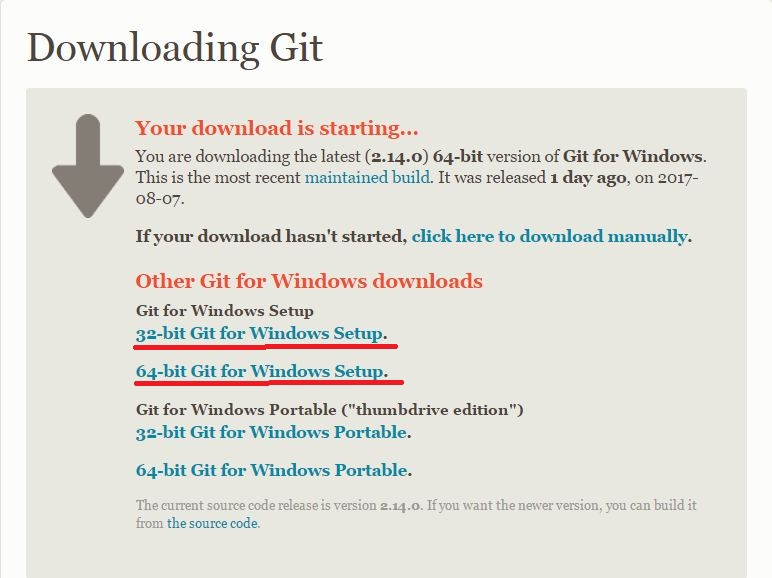 Downloading Git
Your download is starting...
You are downloading the latest (2.14.0) 64-bit version of Git for Windows.
This is the most recent maintained build. It was released 1 day ago, on 2017-
08-07.
If your download hasn't started, click here to download manually.
Other Git for Windows downloads
Git for Windows Setup
32-bit Git for Windows Setup.
64-bit Git for Windows Setup.
Git for Windows Portable ("thumbdrive edition")
32-bit Git for Windows Portable.
64-bit Git for Windows Portable.
The current source code release is version 2.14.0. If you want the newer version, you can build it
from the source code.